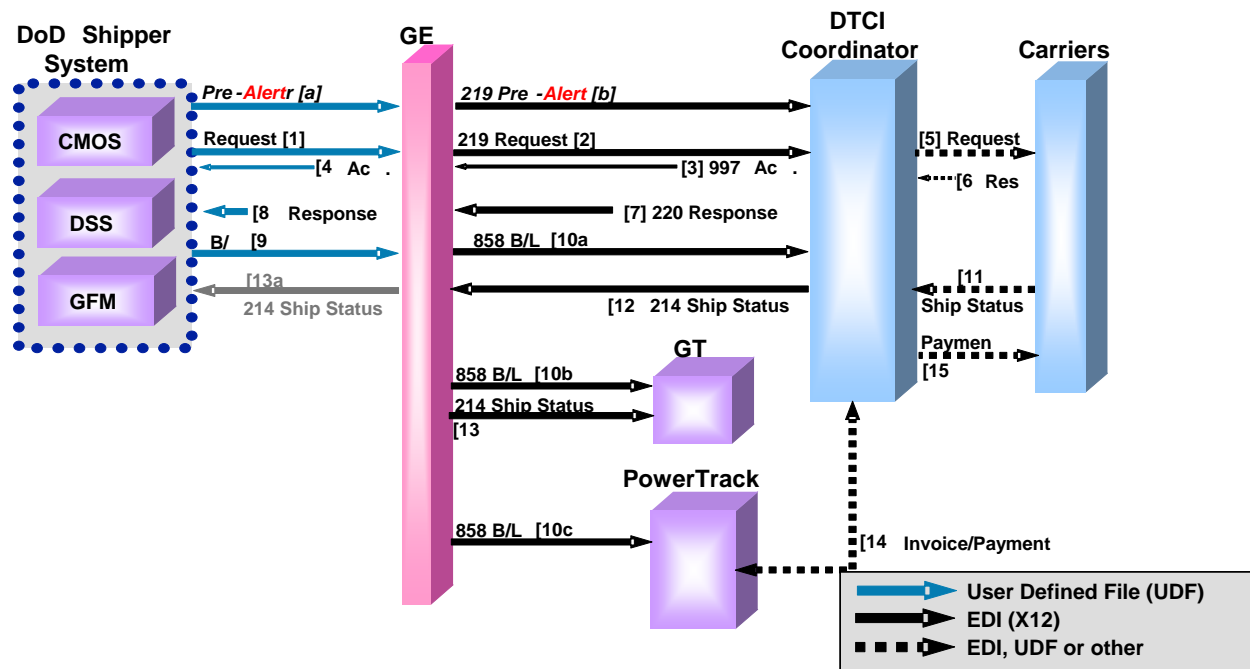 DoD Shipper
System
GE
DTCI
Coordinator
Carriers
Pre-Alertr [a]
219 Pre -Alert [b]
CMOS
Request [1]
219 Request [2]
[5] Request
[4 Ac .
[3] 997 Ac .
[6 Res
DSS
[8 Response
[7] 220 Response
B/ [9
858 B/L [10a
GFM
[13a
214 Ship Status
[12 214 Ship Status
[11
Ship Status
Paymen
[15
GT
858 B/L [10b
214 Ship Status
[13
PowerTrack
858 B/L [10c
[14 Invoice/Payment
User Defined File (UDF)
EDI (X12)
EDI, UDF or other